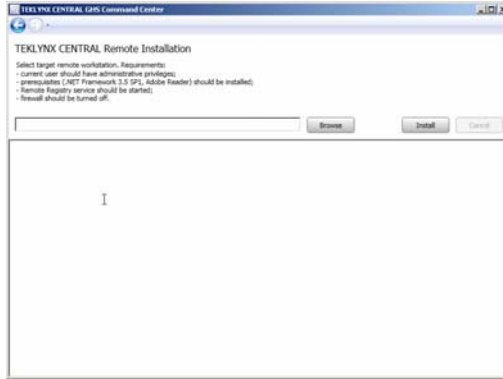 TEKLYNX CENTRAL GHS Command Center
TEKLYNX CENTRAL Remote Installation
Select target remote workstation. Requirements:
- current user should have administrative privileges;
- prerequisites (.NET Framework 3.5 SP1, Adobe Reader) should be installed;
- Remote Registry service should be started;
- firewall should be turned off.
Browse Install Cancel